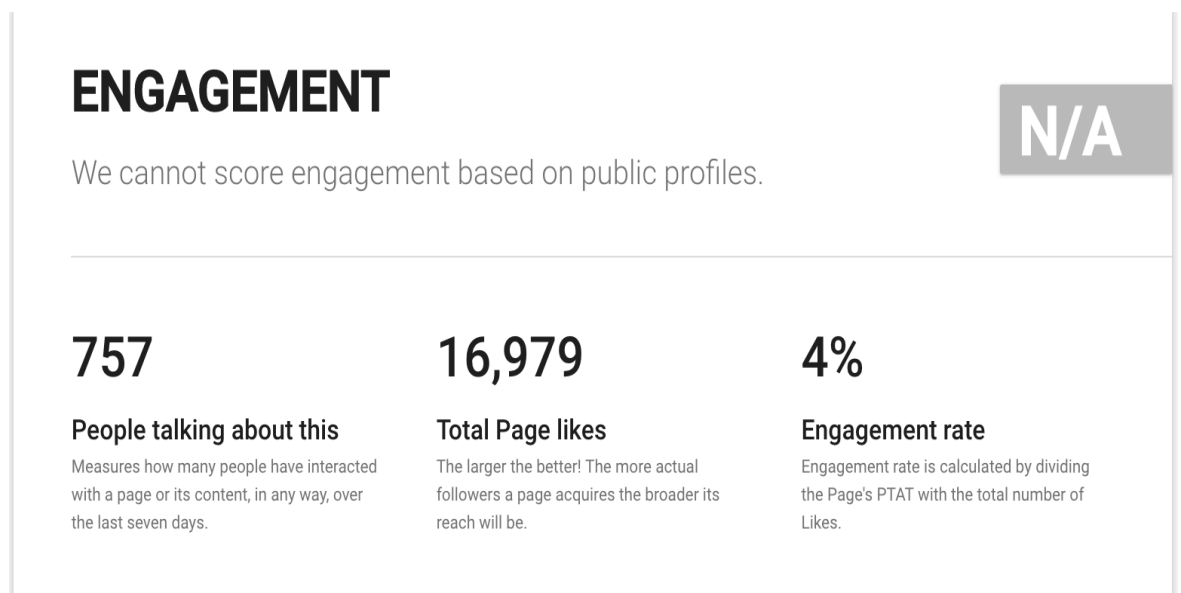 ENGAGEMENT
N/A
We cannot score engagement based on public profiles.
757
People talking about this
Measures how many people have interacted
with a page or its content, in any way, over
the last seven days.
16,979
Total Page likes
The larger the better! The more actual
followers a page acquires the broader its
reach will be.
4%
Engagement rate
Engagement rate is calculated by dividing
the Page's PTAT with the total number of
Likes.